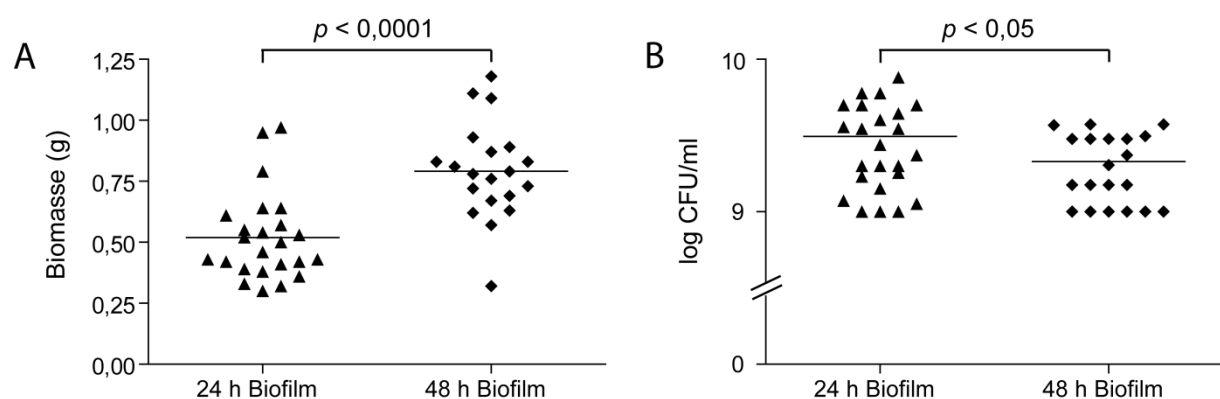 A
p < 0,0001
Biomasse (g)
1,25
1,00
0,75
0,50
0,25
0,00
24 h Biofilm
48 h Biofilm
B
p < 0,05
log CFU/ml
10
9
0
24 h Biofilm
48 h Biofilm